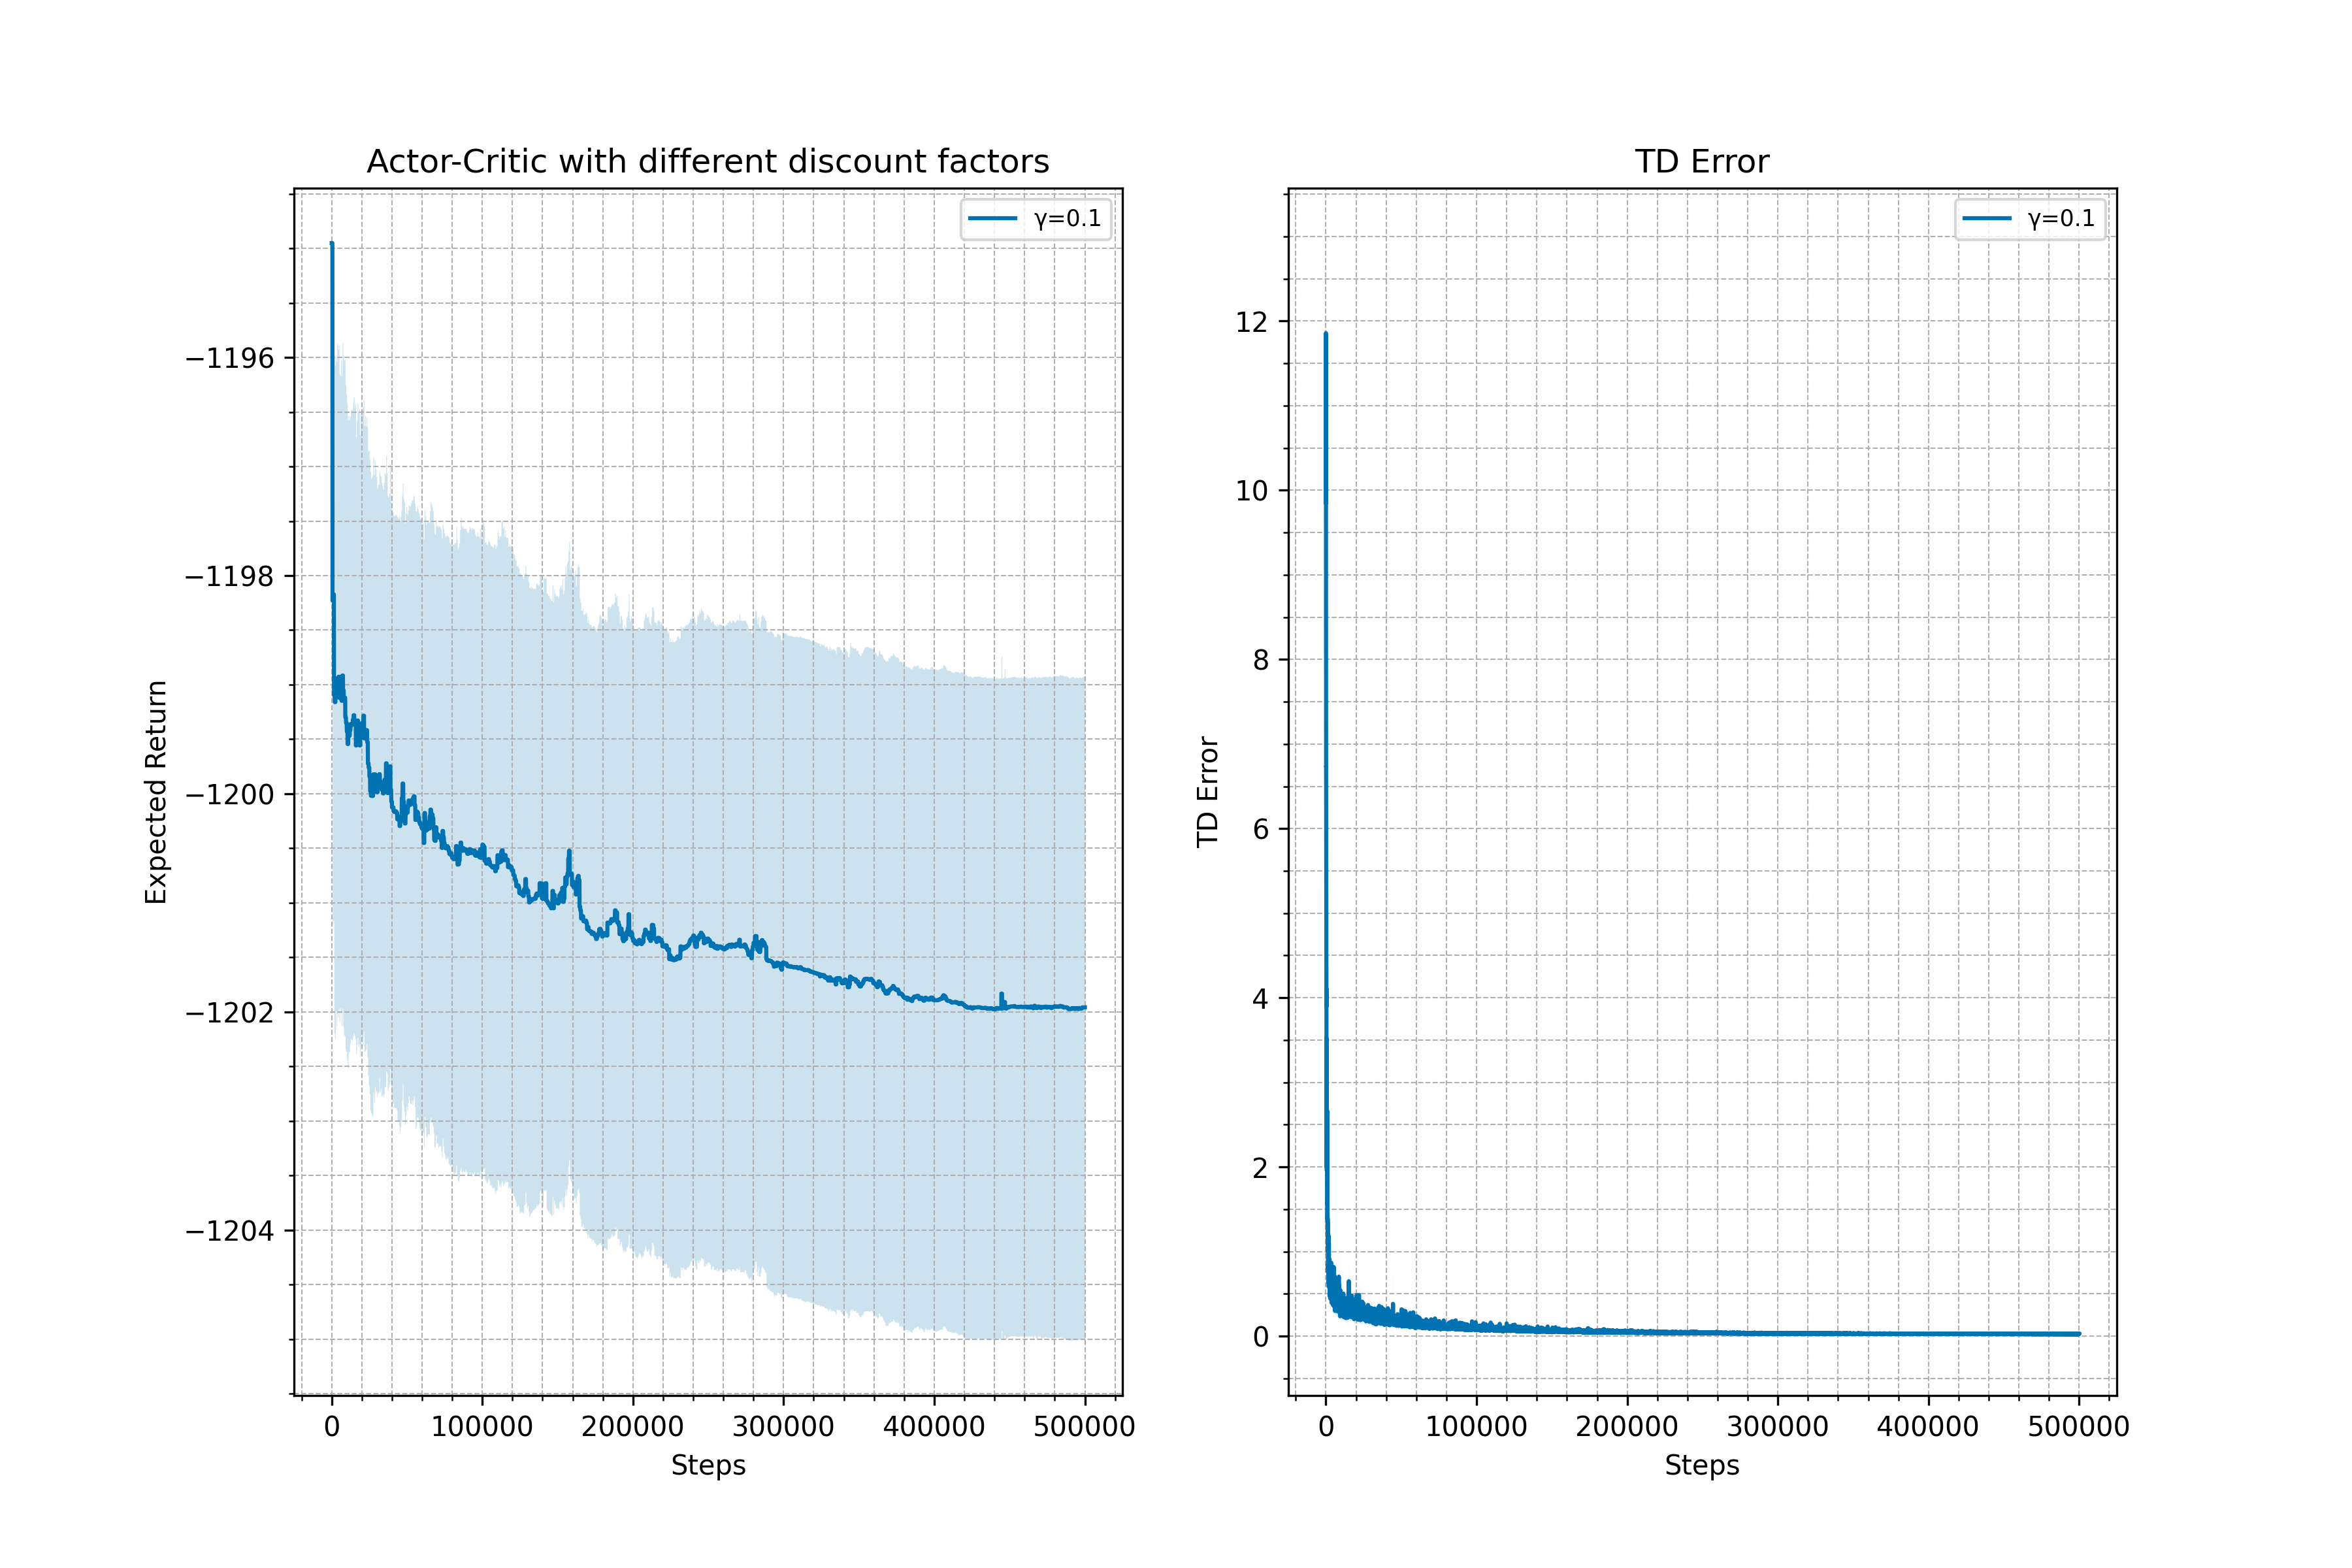 Actor-Critic with different discount factors
γ=0.1
Expected Return
−1196
−1198
−1200
−1202
−1204
0 100000 200000 300000 400000 500000
Steps
TD Error
γ=0.1
TD Error
12
10
8
6
4
2
0
0 100000 200000 300000 400000 500000
Steps